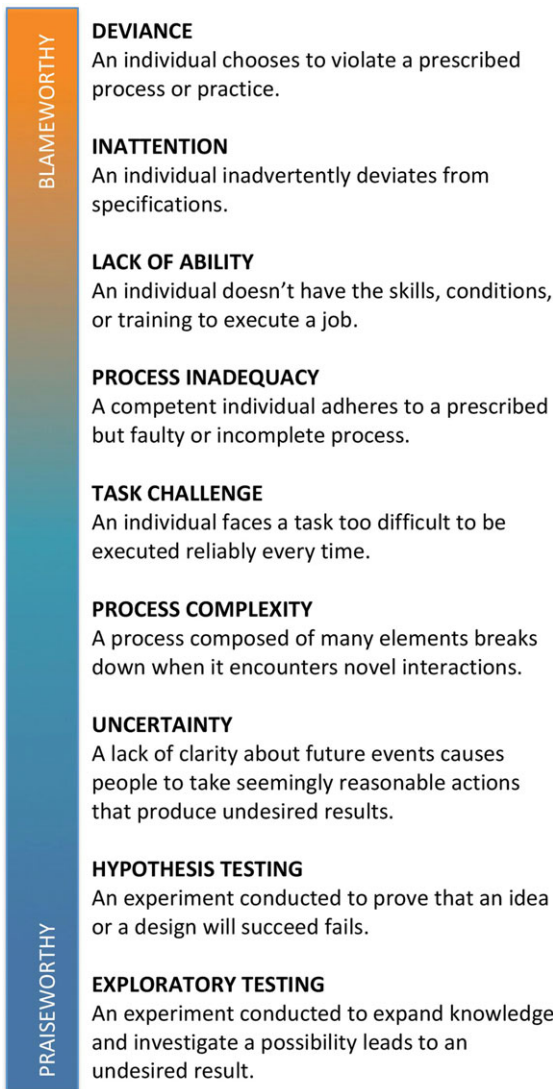 BLAMEWORTHY
DEVIANCE
An individual chooses to violate a prescribed
process or practice.
INATTENTION
An individual inadvertently deviates from
specifications.
LACK OF ABILITY
An individual doesn’t have the skills, conditions,
or training to execute a job.
PROCESS INADEQUACY
A competent individual adheres to a prescribed
but faulty or incomplete process.
TASK CHALLENGE
An individual faces a task too difficult to be
executed reliably every time.
PROCESS COMPLEXITY
A process composed of many elements breaks
down when it encounters novel interactions.
UNCERTAINTY
A lack of clarity about future events causes
people to take seemingly reasonable actions
that produce undesired results.
HYPOTHESIS TESTING
An experiment conducted to prove that an idea
or a design will succeed fails.
PRAISEWORTHY
EXPLORATORY TESTING
An experiment conducted to expand knowledge
and investigate a possibility leads to an
undesired result.